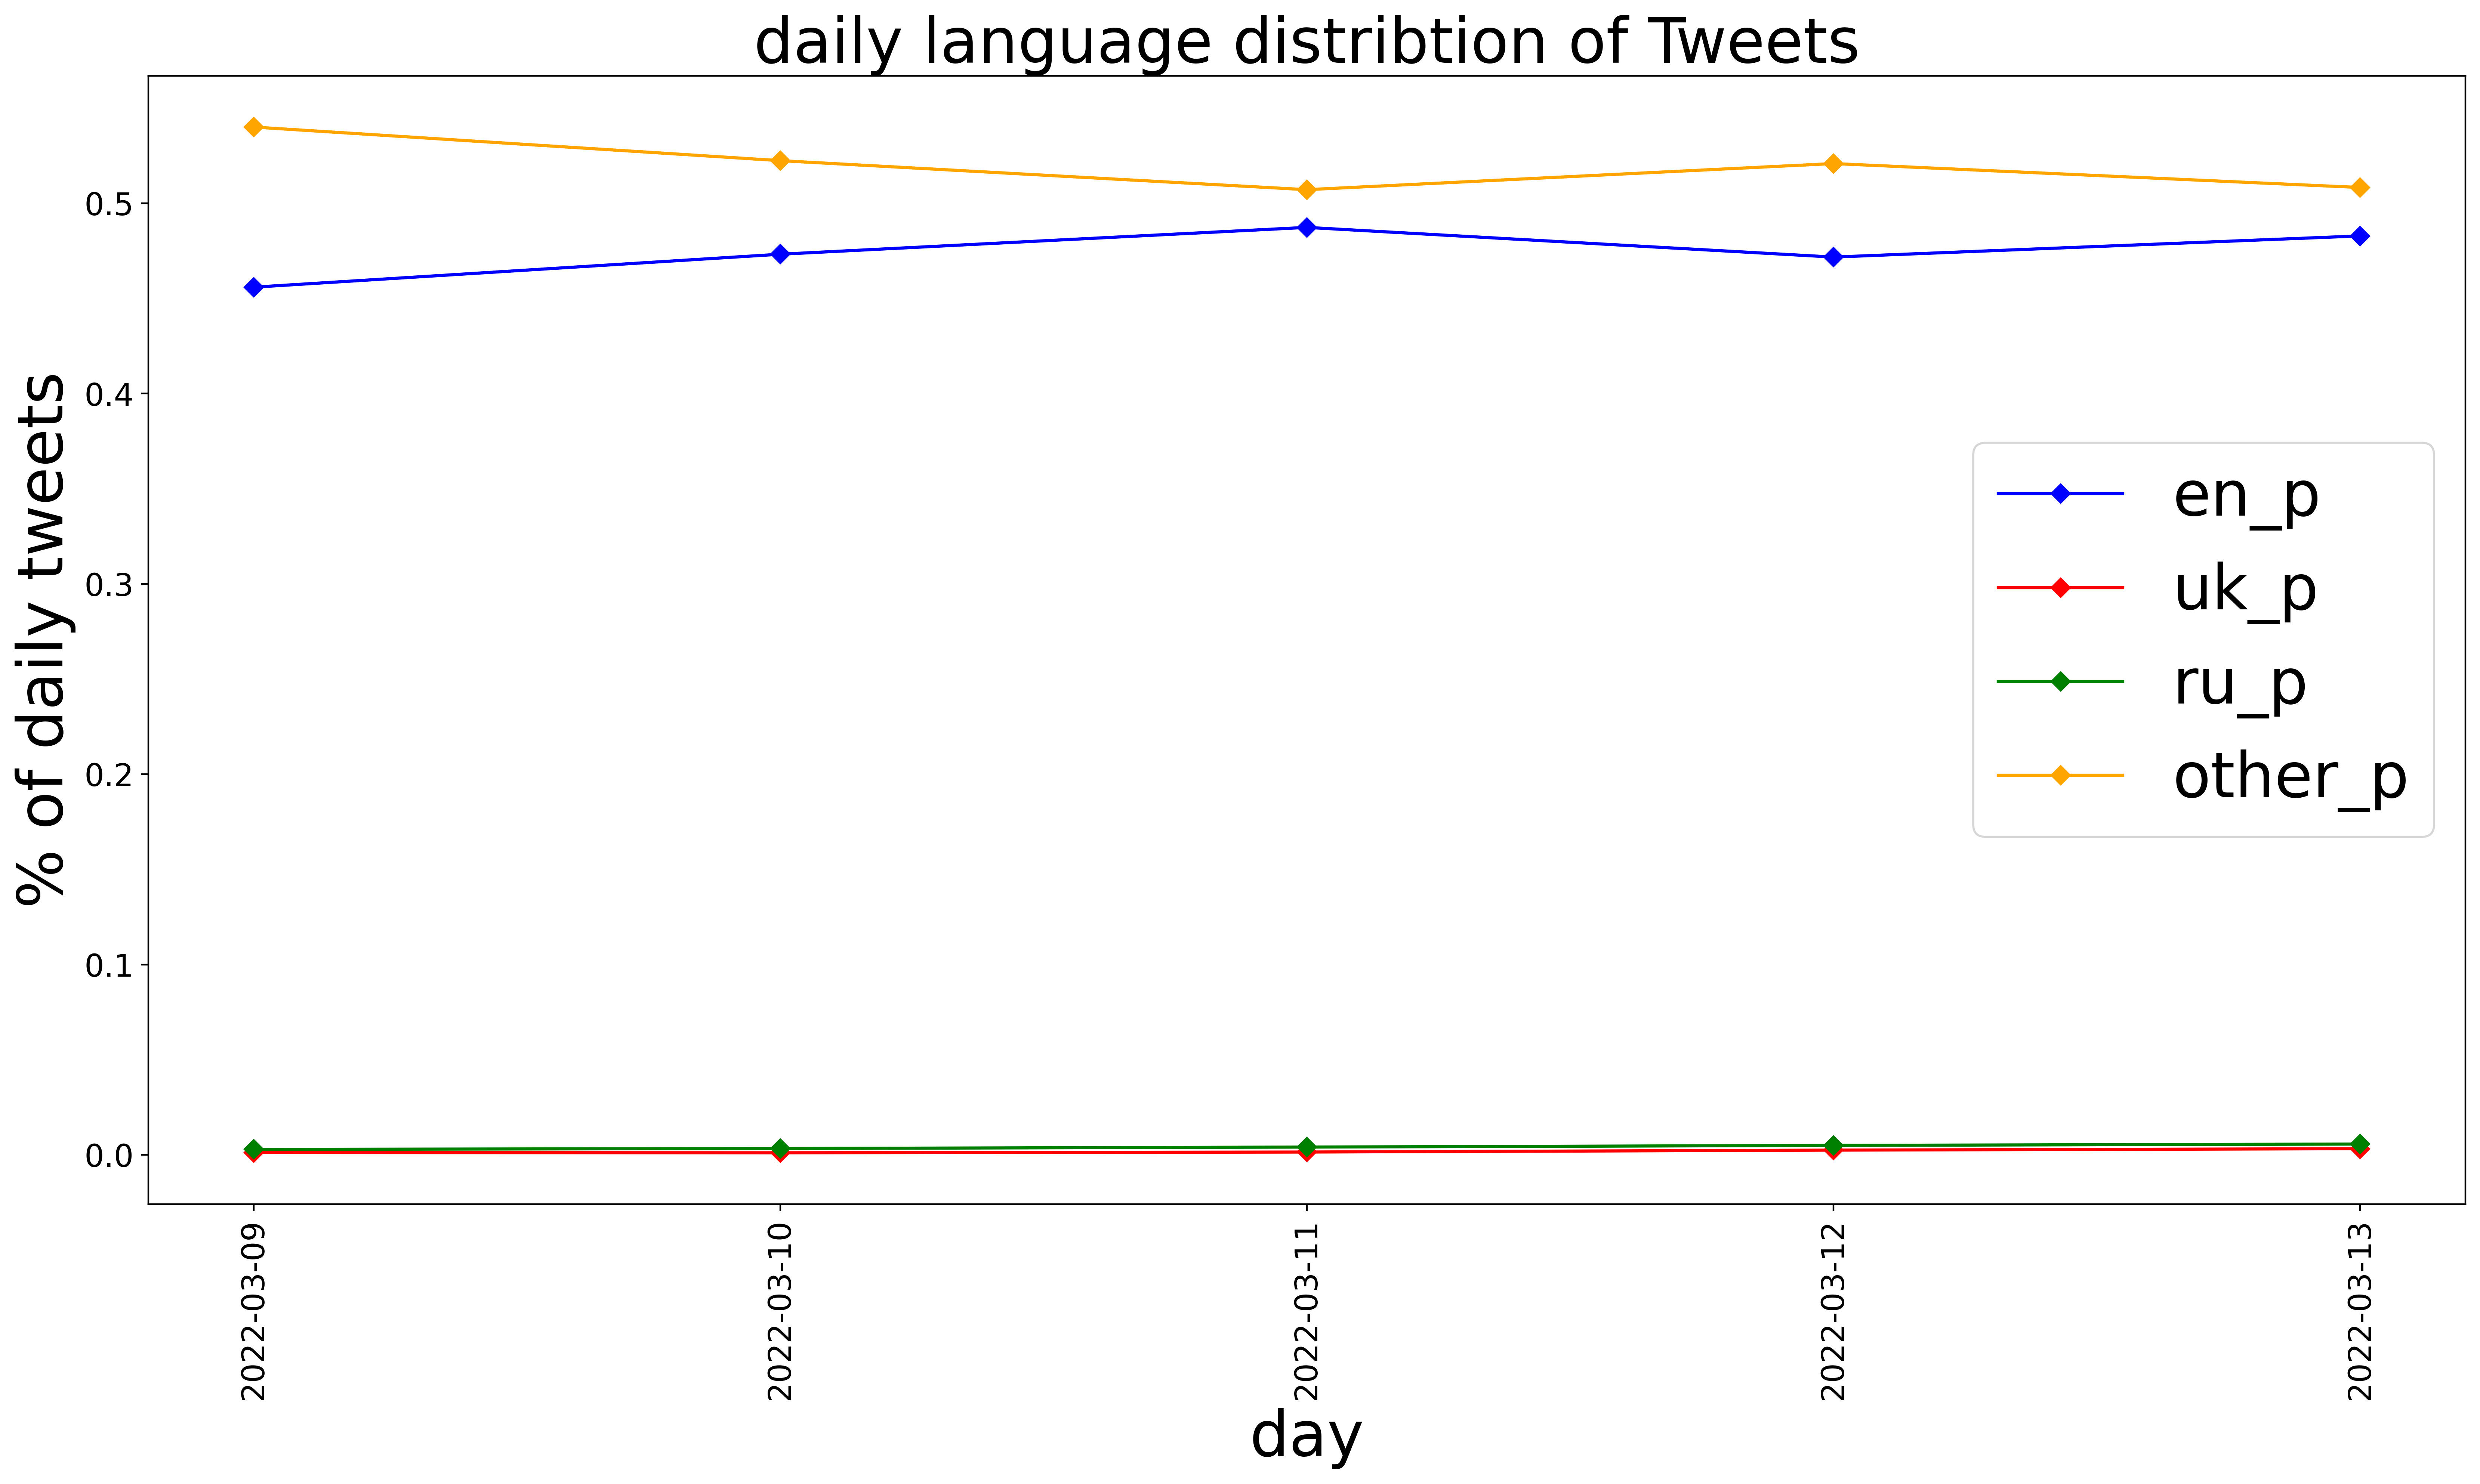 daily language distribtion of Tweets
% of daily tweets
0.5
0.4
0.3
0.2
0.1
0.0
en_p
uk_p
ru_p
other_p
2022-03-09
2022-03-10
2022-03-11
2022-03-12
2022-03-13
day